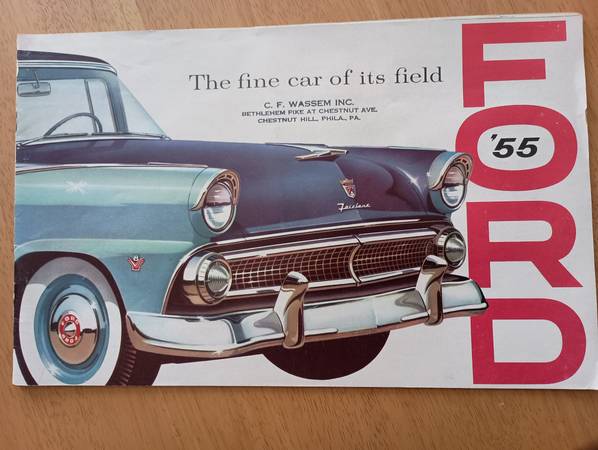 The fine car of its field
C. F. WASSEM INC.
BETHLEHEM PIKE AT CHESTNUT AVE.
CHESTNUT HILL, PHILA., PA.
FORD
'55
Fairlane
FORD